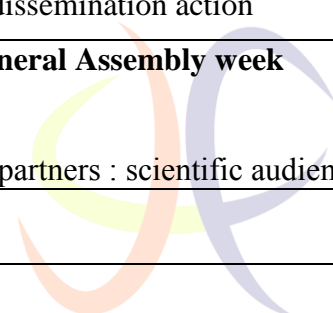 dissemination action
neral Assembly week
partners : scientific audien